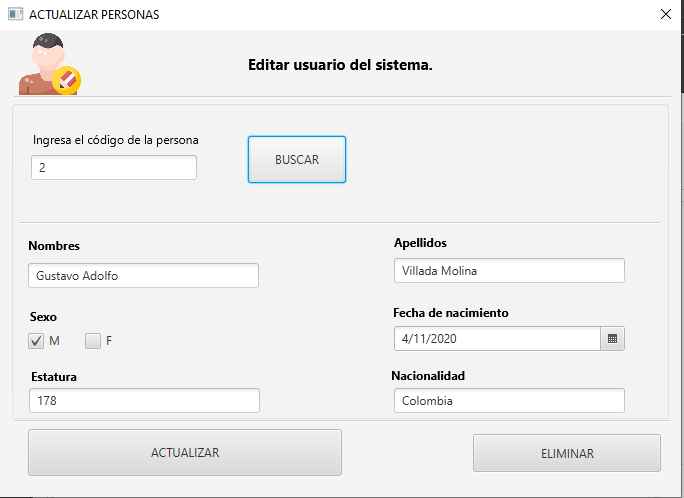 ACTUALIZAR PERSONAS
Editar usuario del sistema.
Ingresa el código de la persona
2
BUSCAR
Nombres
Gustavo Adolfo
Apellidos
Villada Molina
Sexo
M
F
Fecha de nacimiento
4/11/2020
Estatura
178
Nacionalidad
Colombia
ACTUALIZAR
ELIMINAR